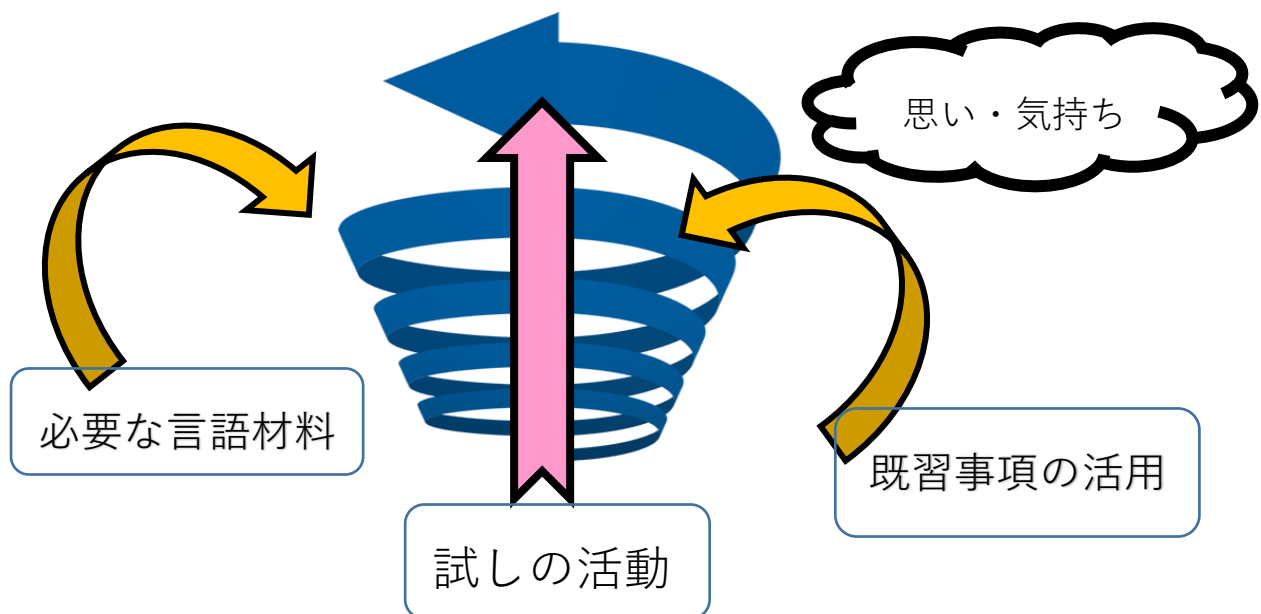 思い・気持ち
必要な言語材料
既習事項の活用
試しの活動